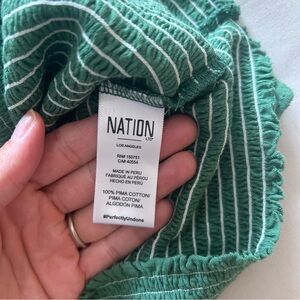 NATION
LTD
LOS ANGELES
RN# 150751
CA# 40554
MADE IN PERU
FABRIQUÉ AU PÉROU
HECHO EN PERÚ
100% PIMA COTTON/
PIMA COTTON/
ALGODÓN PIMA
#PerfectlyUndone